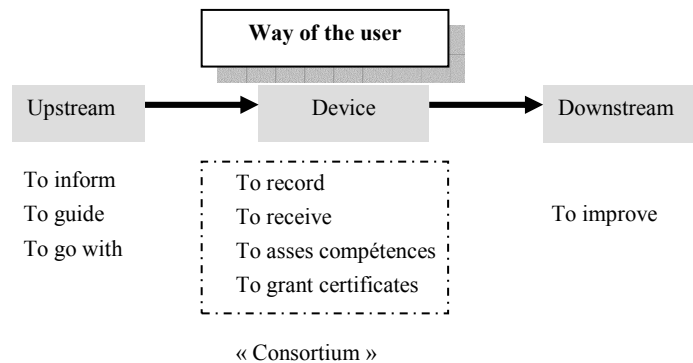 Way of the user
Upstream
Device
Downstream
To inform
To guide
To go with
To record
To receive
To asses compétences
To grant certificates
To improve
« Consortium »